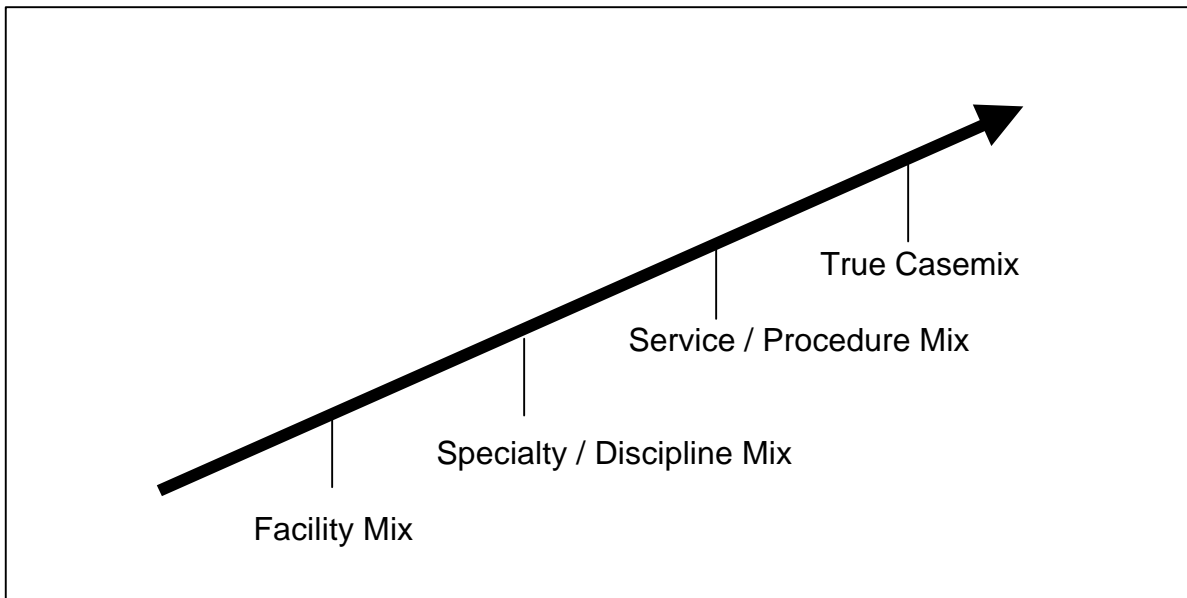 True Casemix
Service / Procedure Mix
Specialty / Discipline Mix
Facility Mix